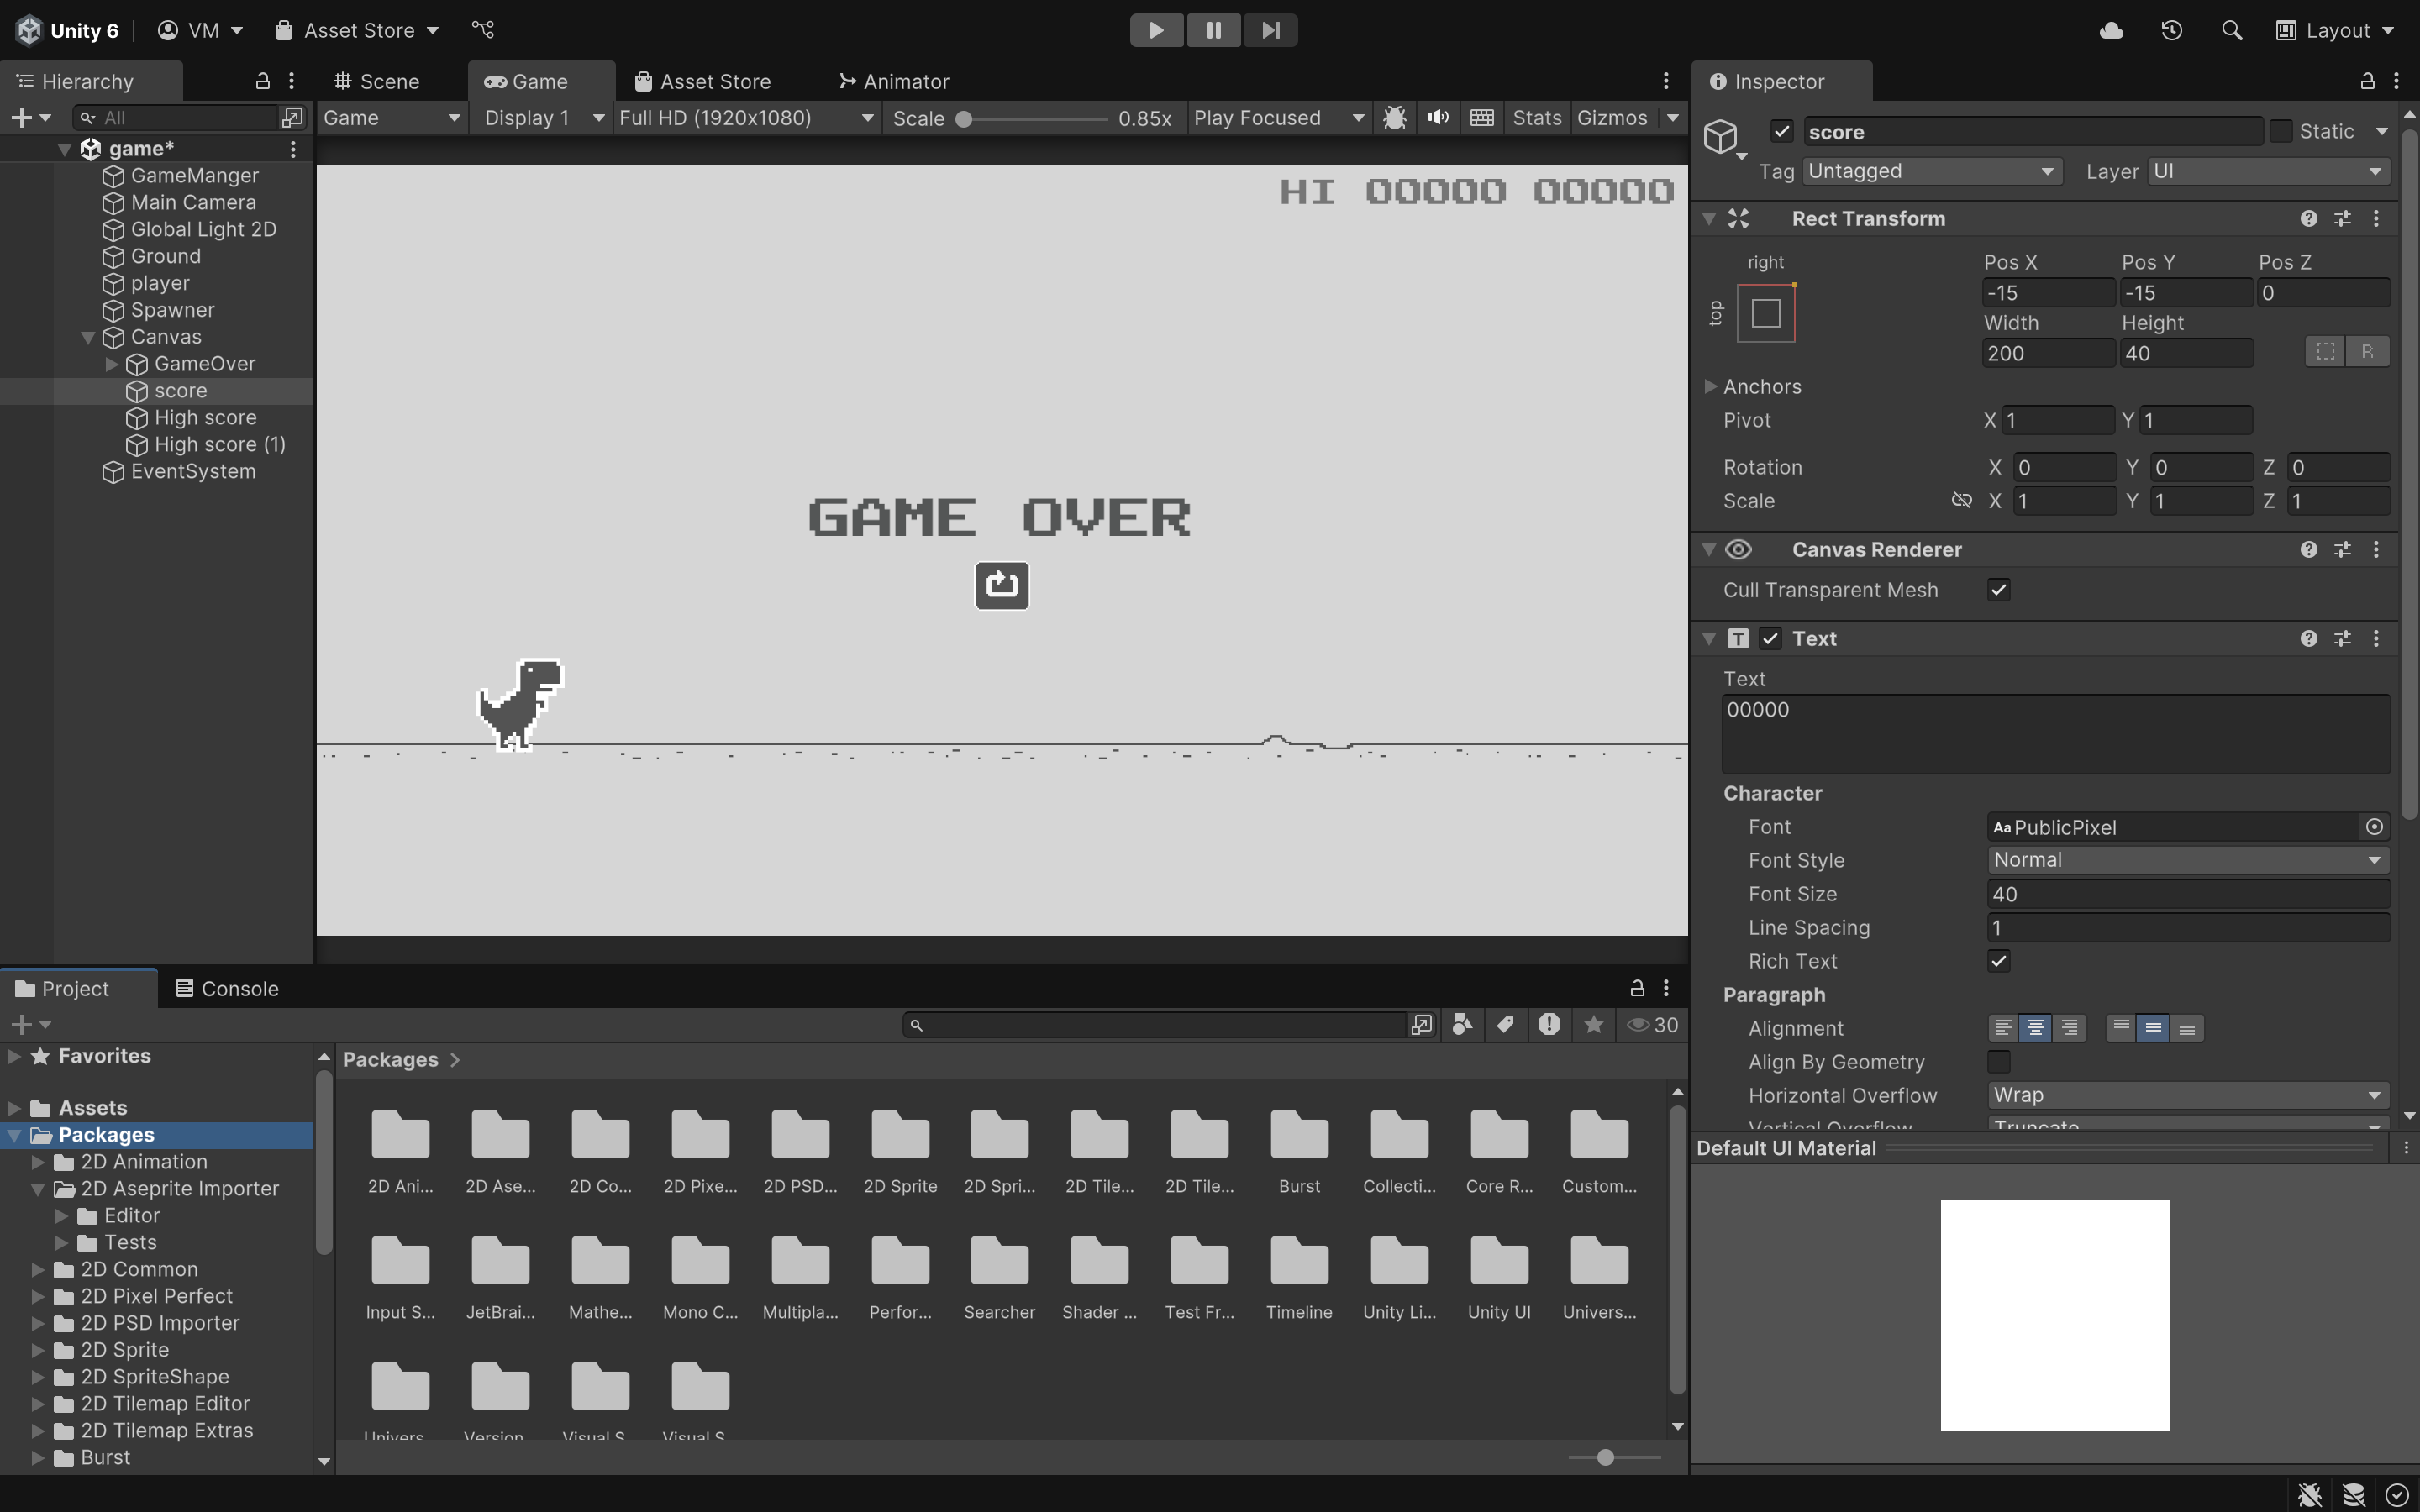 Unity 6 VM Asset Store Layout
Hierarchy
All
game*
GameManger
Main Camera
Global Light 2D
Ground
player
Spawner
Canvas
GameOver
score
High score
High score (1)
EventSystem
Scene Game Asset Store Animator
Game Display 1 Full HD (1920x1080) Scale 0.85x Play Focused Stats Gizmos
HI 00000 00000
GAME OVER
Inspector
score Static
Tag Untagged Layer UI
Rect Transform
right
top
Pos X Pos Y Pos Z
-15 -15 0
Width Height
200 40
R
Anchors
Pivot X 1 Y 1
Rotation X 0 Y 0 Z 0
Scale X 1 Y 1 Z 1
Canvas Renderer
Cull Transparent Mesh
T Text
Text
00000
Character
Font Aa PublicPixel
Font Style Normal
Font Size 40
Line Spacing 1
Rich Text
Paragraph
Alignment
Align By Geometry
Horizontal Overflow Wrap
Vertical Overflow Truncate
Default UI Material
Project Console
30
Favorites
Assets
Packages
2D Animation
2D Aseprite Importer
Editor
Tests
2D Common
2D Pixel Perfect
2D PSD Importer
2D Sprite
2D SpriteShape
2D Tilemap Editor
2D Tilemap Extras
Burst
Packages
2D Ani... 2D Ase... 2D Co... 2D Pixe... 2D PSD... 2D Sprite 2D Spri... 2D Tile... 2D Tile... Burst Collecti... Core R... Custom...
Input S... JetBrai... Mathe... Mono C... Multipla... Perfor... Searcher Shader ... Test Fr... Timeline Unity Li... Unity UI Univers...
Univers... Version... Visual S... Visual S...